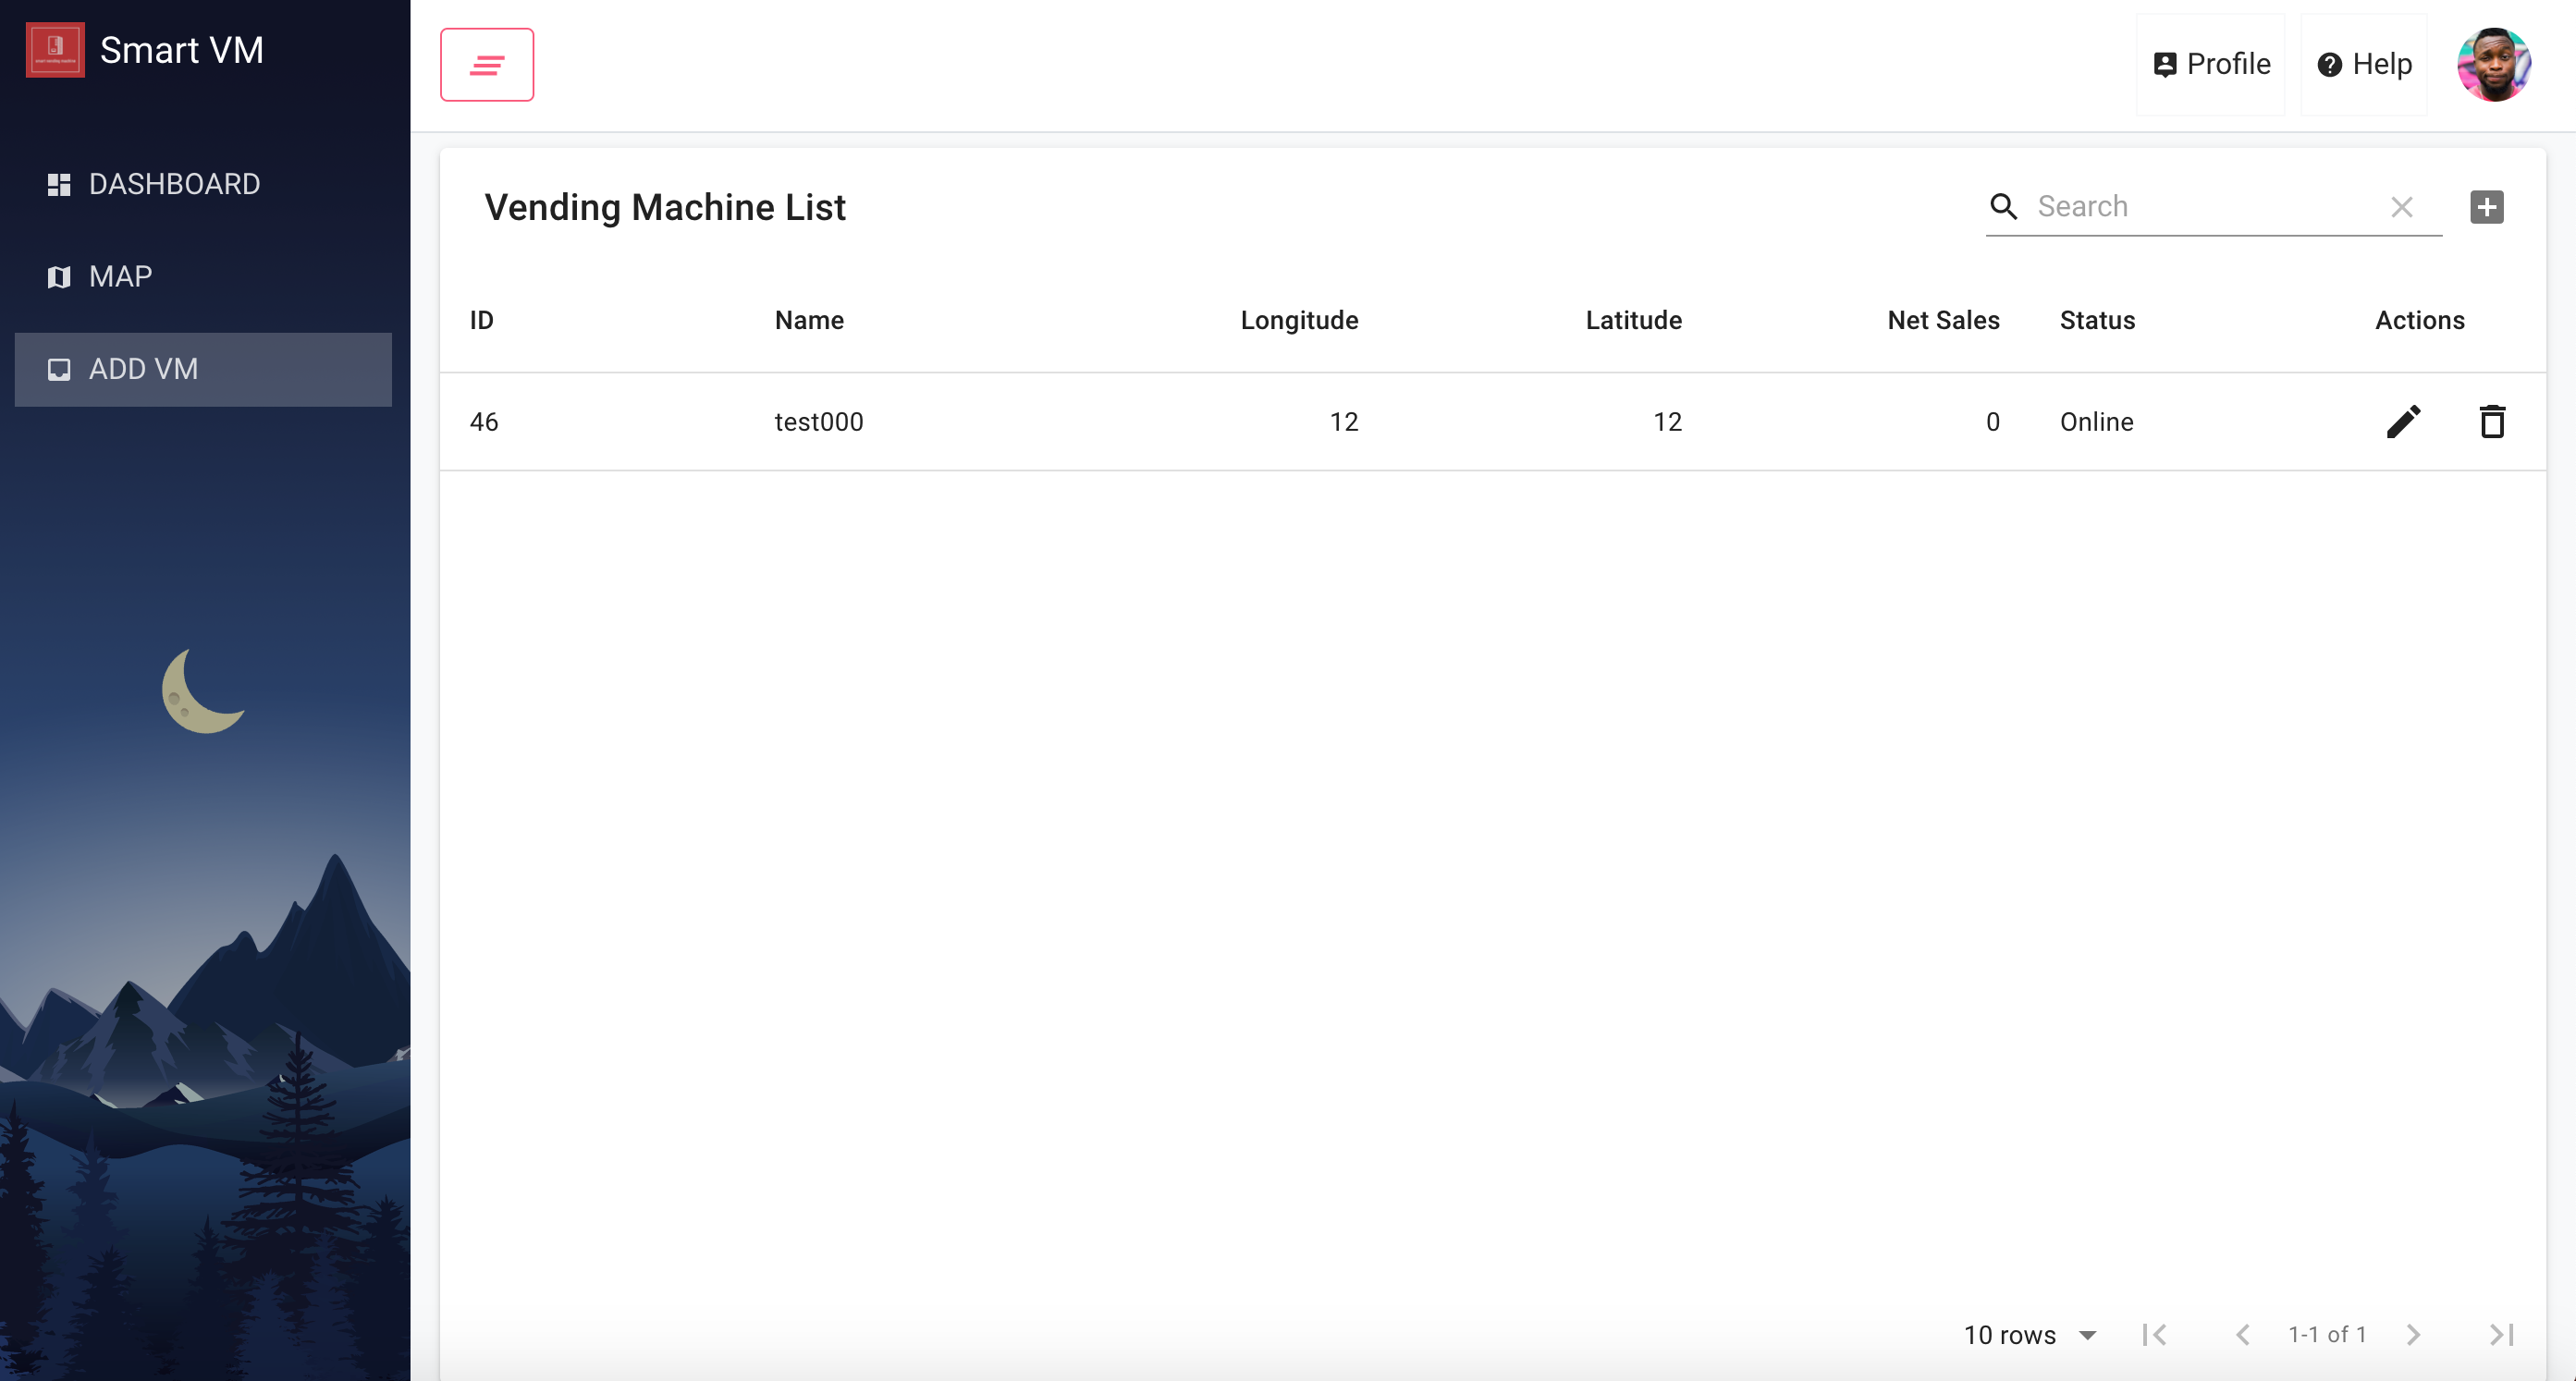 Smart VM
Profile
Help
DASHBOARD
MAP
ADD VM
Vending Machine List
Search
ID Name Longitude Latitude Net Sales Status Actions
46 test000 12 12 0 Online
10 rows 1-1 of 1